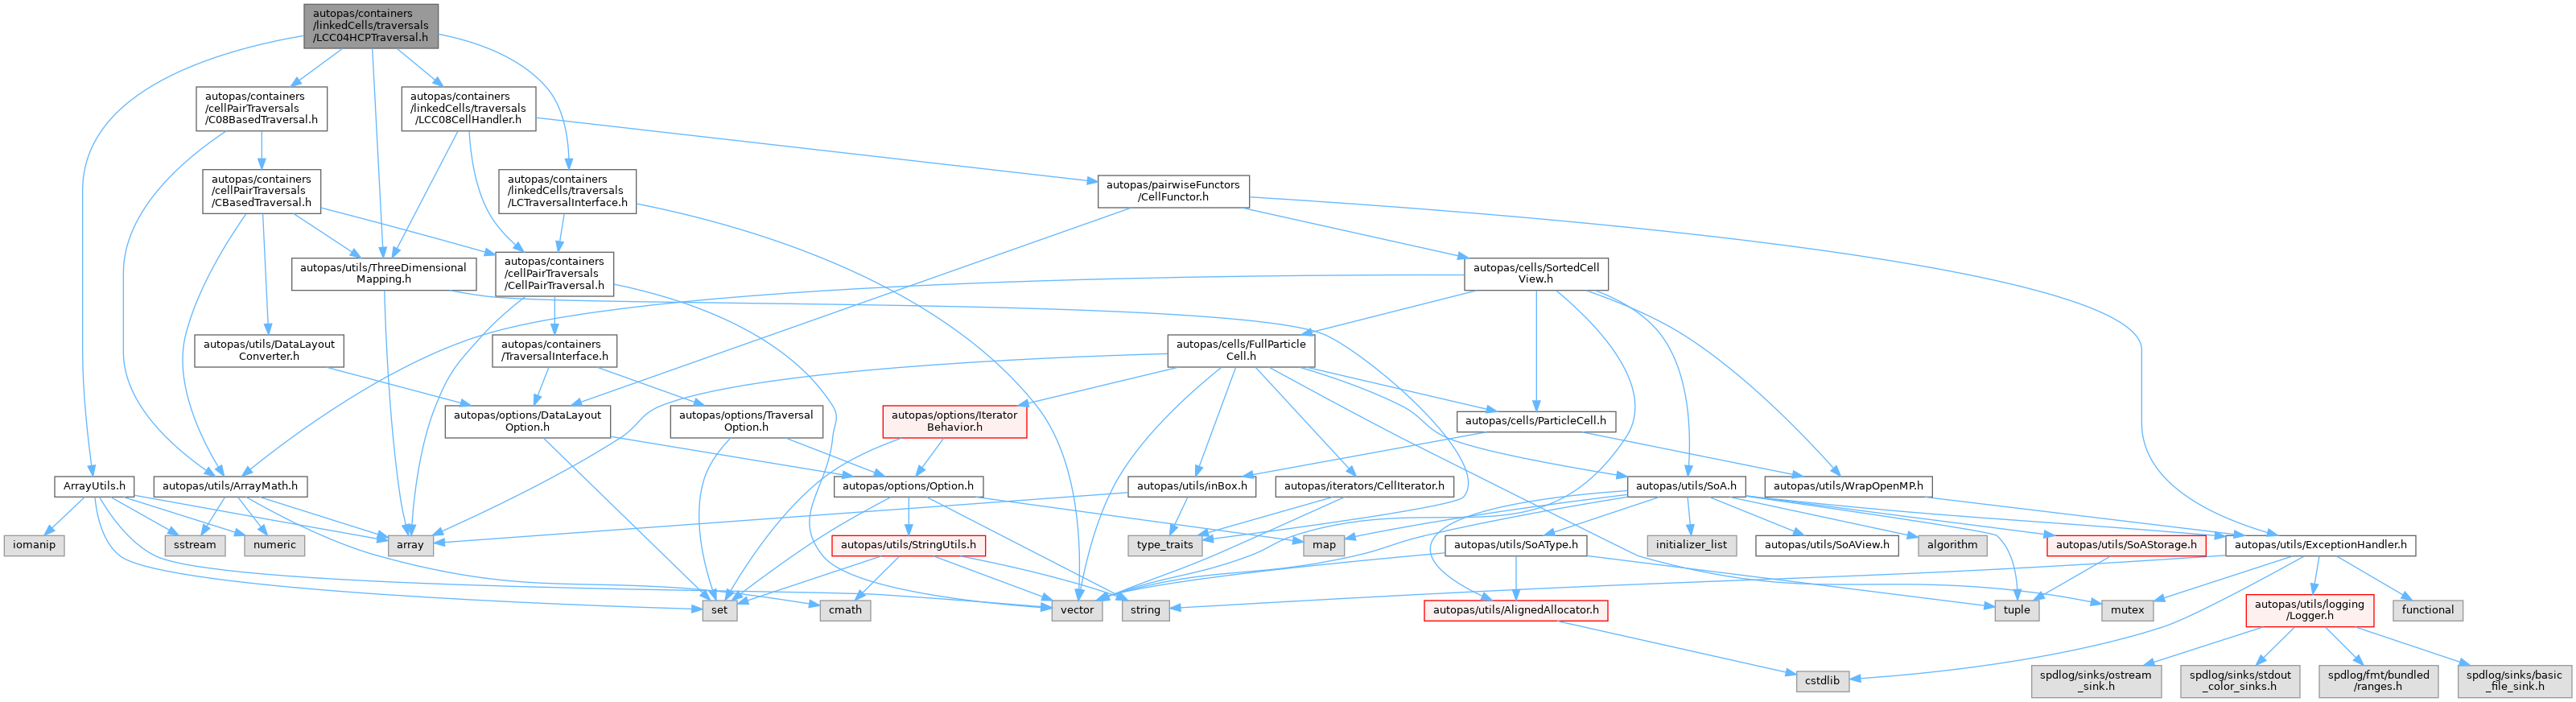 autopas/containers
/linkedCells/traversals
/LCC04HCPTraversal.h
autopas/containers
/cellPairTraversals
/C08BasedTraversal.h
autopas/containers
/linkedCells/traversals
/LCC08CellHandler.h
autopas/containers
/cellPairTraversals
/CBasedTraversal.h
autopas/containers
/linkedCells/traversals
/LCTraversalInterface.h
autopas/pairwiseFunctors
/CellFunctor.h
autopas/utils/ThreeDimensional
Mapping.h
autopas/containers
/cellPairTraversals
/CellPairTraversal.h
autopas/cells/SortedCell
View.h
autopas/utils/DataLayout
Converter.h
autopas/containers
/TraversalInterface.h
autopas/cells/FullParticle
Cell.h
autopas/options/DataLayout
Option.h
autopas/options/Traversal
Option.h
autopas/options/Iterator
Behavior.h
autopas/cells/ParticleCell.h
ArrayUtils.h
autopas/utils/ArrayMath.h
autopas/options/Option.h
autopas/utils/inBox.h
autopas/iterators/CellIterator.h
autopas/utils/SoA.h
autopas/utils/WrapOpenMP.h
iomanip
sstream
numeric
array
autopas/utils/StringUtils.h
type_traits
map
autopas/utils/SoAType.h
initializer_list
autopas/utils/SoAView.h
algorithm
autopas/utils/SoAStorage.h
autopas/utils/ExceptionHandler.h
set
cmath
vector
string
autopas/utils/AlignedAllocator.h
tuple
mutex
autopas/utils/logging
/Logger.h
functional
cstdlib
spdlog/sinks/ostream
_sink.h
spdlog/sinks/stdout
_color_sinks.h
spdlog/fmt/bundled
/ranges.h
spdlog/sinks/basic
_file_sink.h